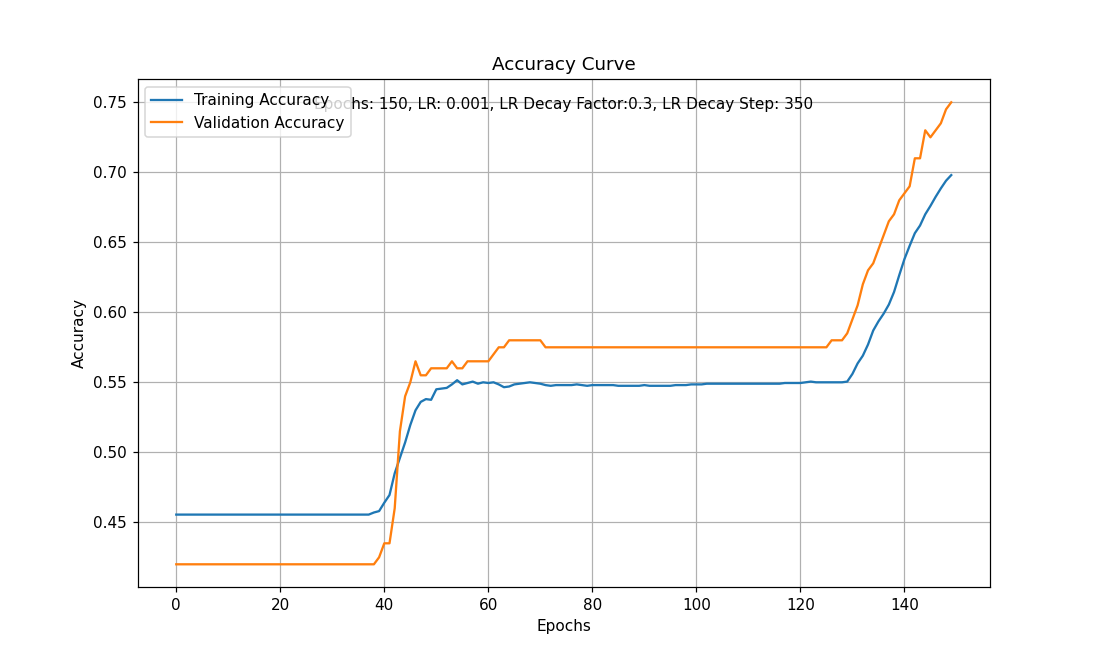 Accuracy Curve
Epochs: 150, LR: 0.001, LR Decay Factor:0.3, LR Decay Step: 350
Training Accuracy
Validation Accuracy
Accuracy
0.75
0.70
0.65
0.60
0.55
0.50
0.45
0 20 40 60 80 100 120 140
Epochs